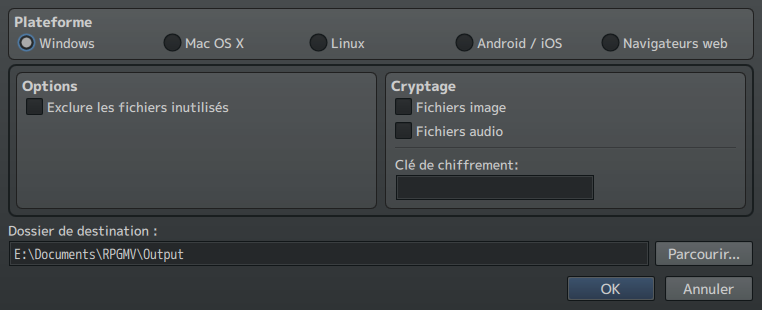 Plateforme
Windows
Mac OS X
Linux
Android / iOS
Navigateurs web
Options
Exclure les fichiers inutilisés
Cryptage
Fichiers image
Fichiers audio
Clé de chiffrement:
Dossier de destination :
E:\Documents\RPGMV\Output
Parcourir...
OK
Annuler